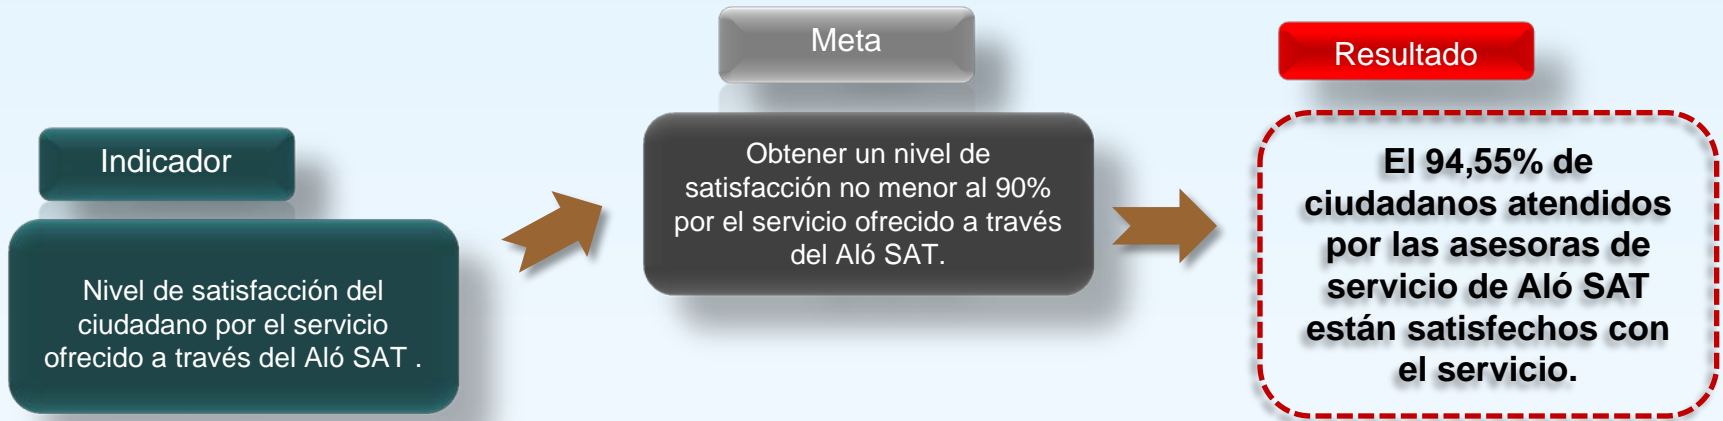 Indicador
Nivel de satisfacción del
ciudadano por el servicio
ofrecido a través del Aló SAT .
Meta
Obtener un nivel de
satisfacción no menor al 90%
por el servicio ofrecido a través
del Aló SAT.
Resultado
El 94,55% de
ciudadanos atendidos
por las asesoras de
servicio de Aló SAT
están satisfechos con
el servicio.